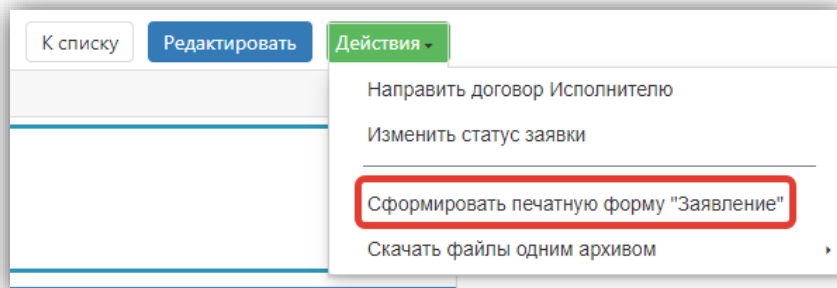 К списку
Редактировать
Действия
Направить договор Исполнителю
Изменить статус заявки
Сформировать печатную форму "Заявление"
Скачать файлы одним архивом